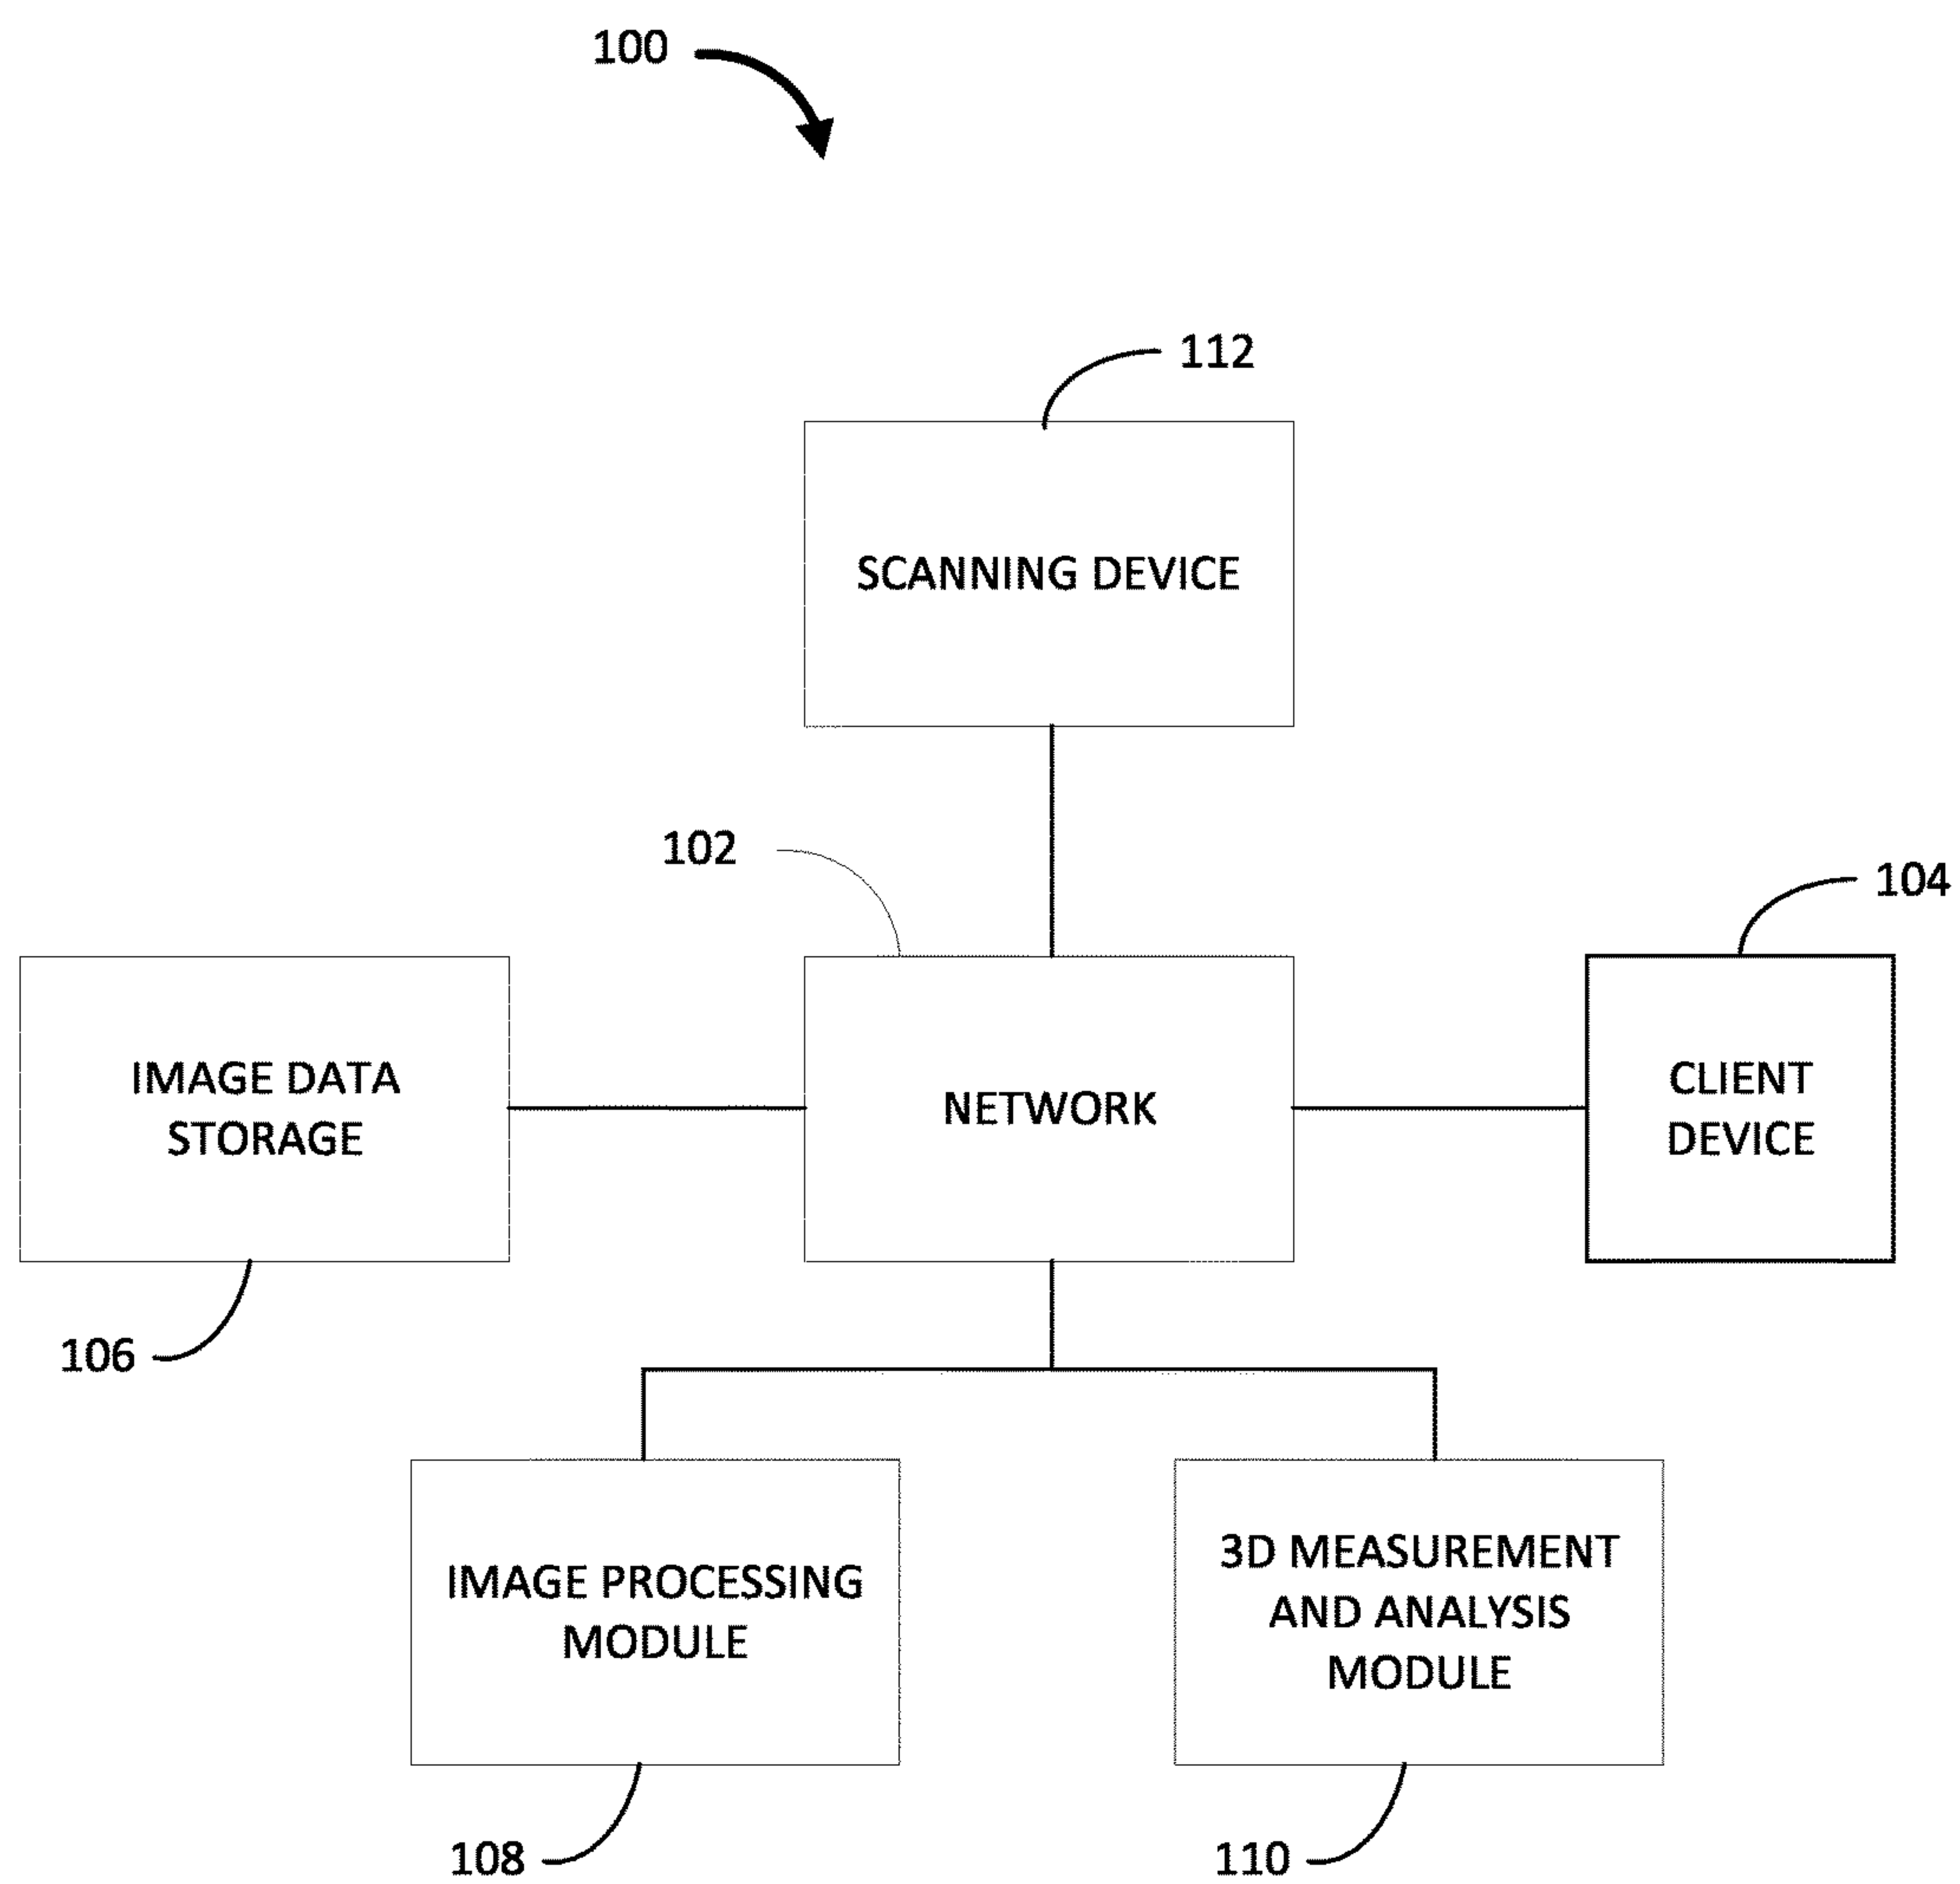 100
112
SCANNING DEVICE
102
104
IMAGE DATA
STORAGE
NETWORK
CLIENT
DEVICE
106
IMAGE PROCESSING
MODULE
3D MEASUREMENT
AND ANALYSIS
MODULE
108
110